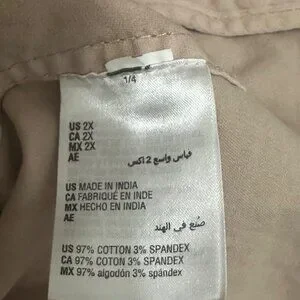 1/4
US 2X
CA 2X
MX 2X
AE
قياس واسع 2 اكس
US MADE IN INDIA
CA FABRIQUÉ EN INDE
MX HECHO EN INDIA
AE
صنع في الهند
US 97% COTTON 3% SPANDEX
CA 97% COTON 3% SPANDEX
MX 97% algodón 3% spándex